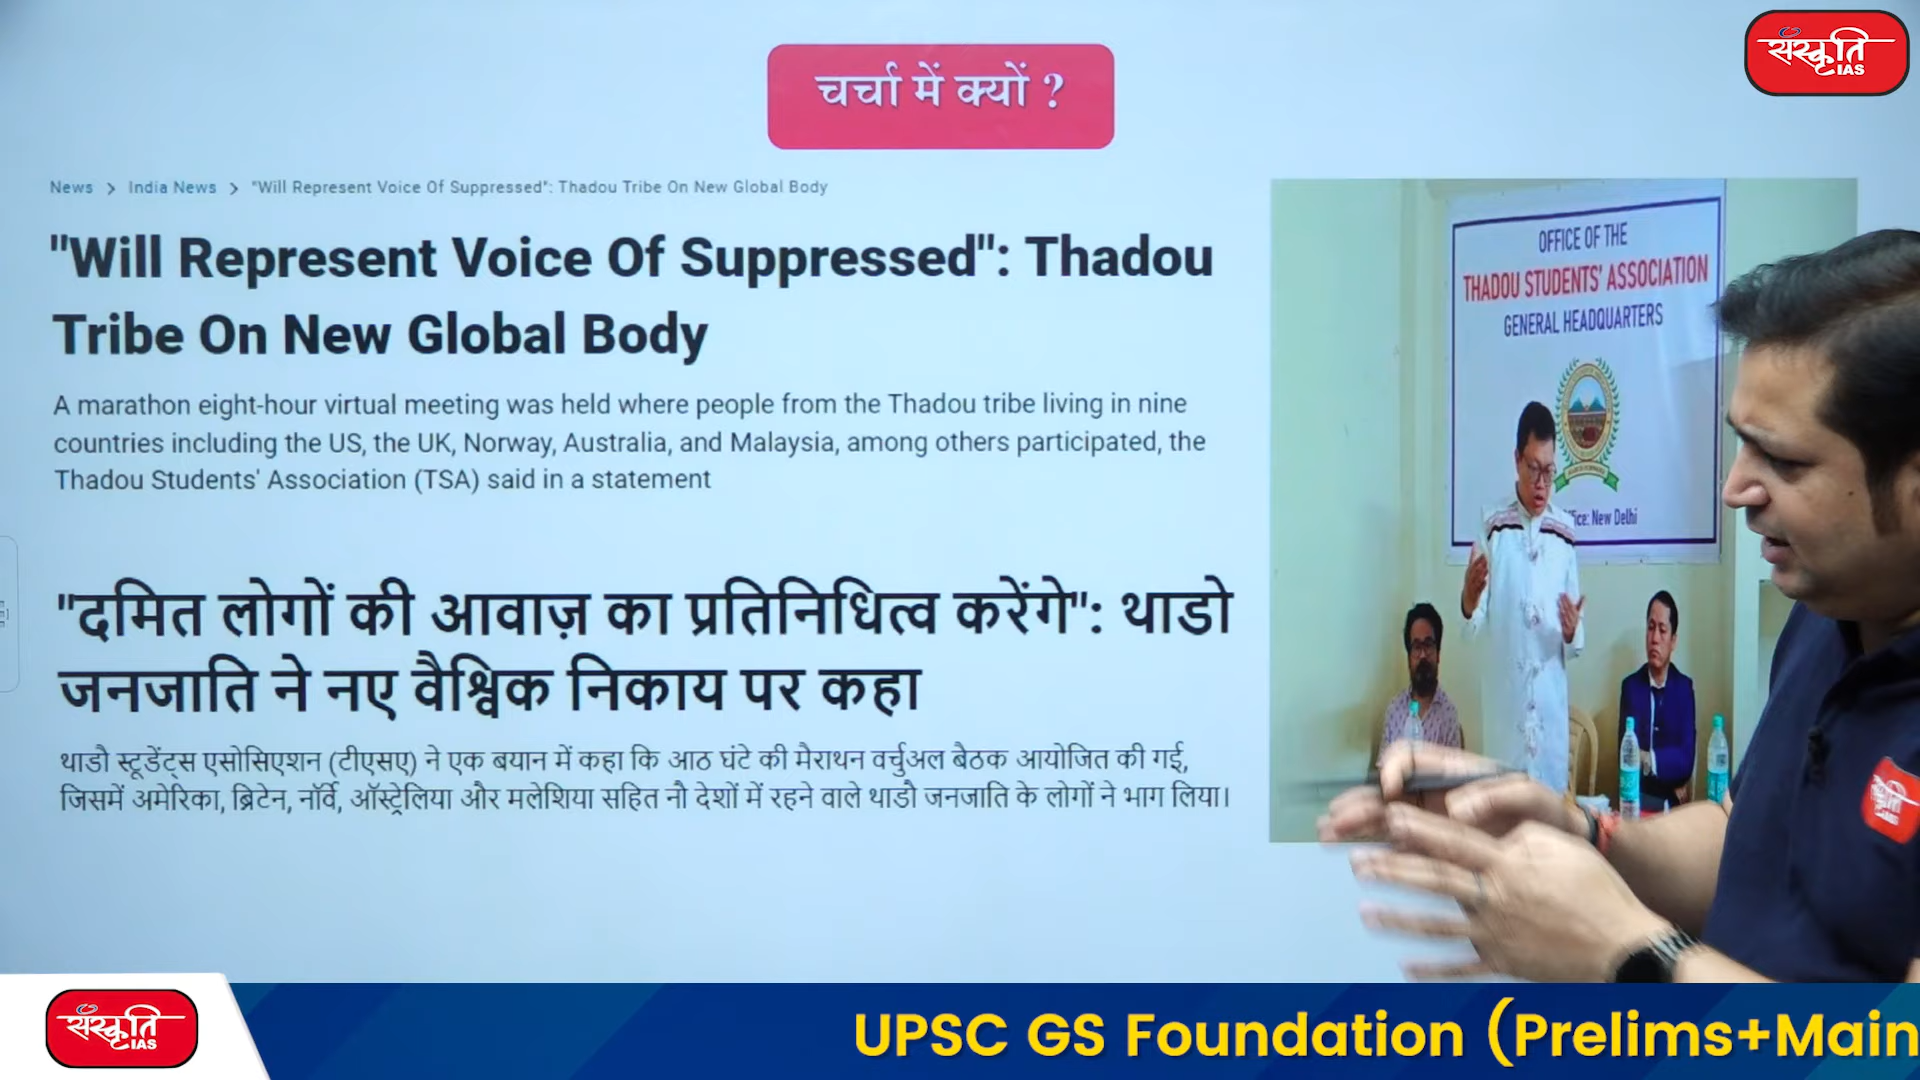 संस्कृति
IAS
चर्चा में क्यों ?
News > India News > "Will Represent Voice Of Suppressed": Thadou Tribe On New Global Body
"Will Represent Voice Of Suppressed": Thadou
Tribe On New Global Body
A marathon eight-hour virtual meeting was held where people from the Thadou tribe living in nine
countries including the US, the UK, Norway, Australia, and Malaysia, among others participated, the
Thadou Students' Association (TSA) said in a statement
"दमित लोगों की आवाज़ का प्रतिनिधित्व करेंगे": थाडो
जनजाति ने नए वैश्विक निकाय पर कहा
थाडौ स्टूडेंट्स एसोसिएशन (टीएसए) ने एक बयान में कहा कि आठ घंटे की मैराथन वर्चुअल बैठक आयोजित की गई,
जिसमें अमेरिका, ब्रिटेन, नॉर्वे, ऑस्ट्रेलिया और मलेशिया सहित नौ देशों में रहने वाले थाडौ जनजाति के लोगों ने भाग लिया।
OFFICE OF THE
THADOU STUDENTS' ASSOCIATION
GENERAL HEADQUARTERS
New Delhi
संस्कृति
IAS
संस्कृति
IAS
UPSC GS Foundation (Prelims+Main